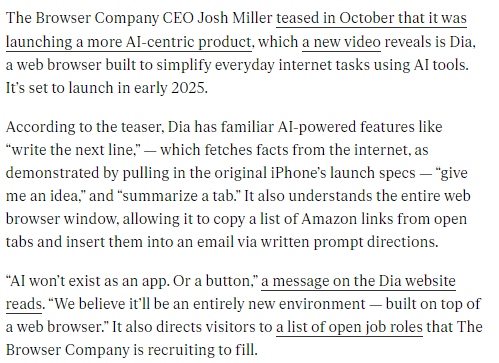 The Browser Company CEO Josh Miller teased in October that it was
launching a more AI-centric product, which a new video reveals is Dia,
a web browser built to simplify everyday internet tasks using AI tools.
It’s set to launch in early 2025.
According to the teaser, Dia has familiar AI-powered features like
“write the next line,” — which fetches facts from the internet, as
demonstrated by pulling in the original iPhone’s launch specs — “give
me an idea,” and “summarize a tab.” It also understands the entire web
browser window, allowing it to copy a list of Amazon links from open
tabs and insert them into an email via written prompt directions.
“AI won’t exist as an app. Or a button,” a message on the Dia website
reads. “We believe it’ll be an entirely new environment — built on top of
a web browser.” It also directs visitors to a list of open job roles that The
Browser Company is recruiting to fill.